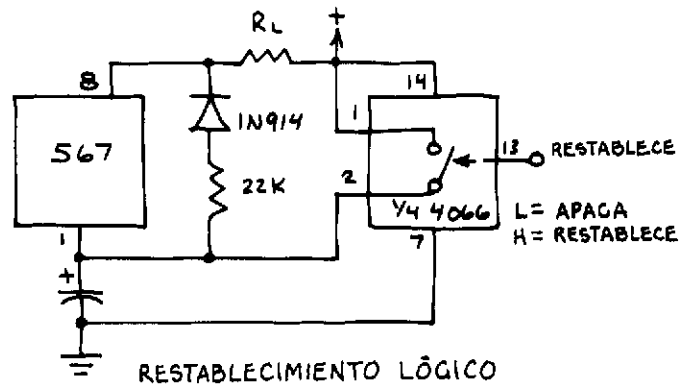 RL
+
8
14
1
1N914
567
13
RESTABLECE
22K
2
1/4 4066
L= APAGA
H= RESTABLECE
1
7
+
RESTABLECIMIENTO LÓGICO